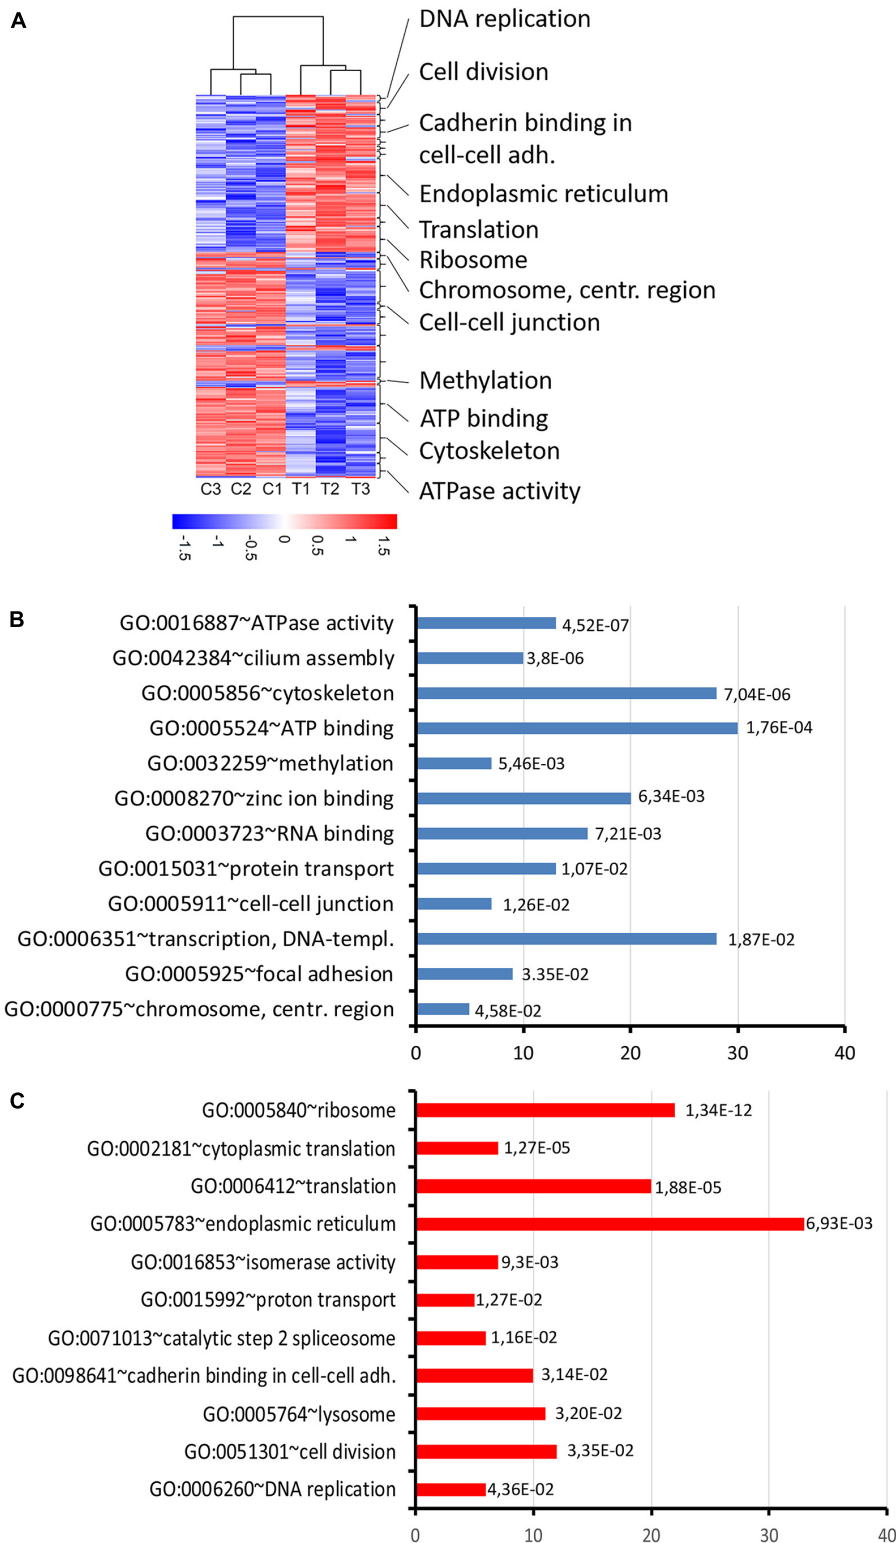 A
DNA replication
Cell division
Cadherin binding in
cell-cell adh.
Endoplasmic reticulum
Translation
Ribosome
Chromosome, centr. region
Cell-cell junction
Methylation
ATP binding
Cytoskeleton
ATPase activity
C3 C2 C1 T1 T2 T3
-1.5 -1 -0.5 0 0.5 1 1.5
B
GO:0016887~ATPase activity 4,52E-07
GO:0042384~cilium assembly 3,8E-06
GO:0005856~cytoskeleton 7,04E-06
GO:0005524~ATP binding 1,76E-04
GO:0032259~methylation 5,46E-03
GO:0008270~zinc ion binding 6,34E-03
GO:0003723~RNA binding 7,21E-03
GO:0015031~protein transport 1,07E-02
GO:0005911~cell-cell junction 1,26E-02
GO:0006351~transcription, DNA-templ. 1,87E-02
GO:0005925~focal adhesion 3.35E-02
GO:0000775~chromosome, centr. region 4,58E-02
0 10 20 30 40
C
GO:0005840~ribosome 1,34E-12
GO:0002181~cytoplasmic translation 1,27E-05
GO:0006412~translation 1,88E-05
GO:0005783~endoplasmic reticulum 6,93E-03
GO:0016853~isomerase activity 9,3E-03
GO:0015992~proton transport 1,27E-02
GO:0071013~catalytic step 2 spliceosome 1,16E-02
GO:0098641~cadherin binding in cell-cell adh. 3,14E-02
GO:0005764~lysosome 3,20E-02
GO:0051301~cell division 3,35E-02
GO:0006260~DNA replication 4,36E-02
0 10 20 30 40